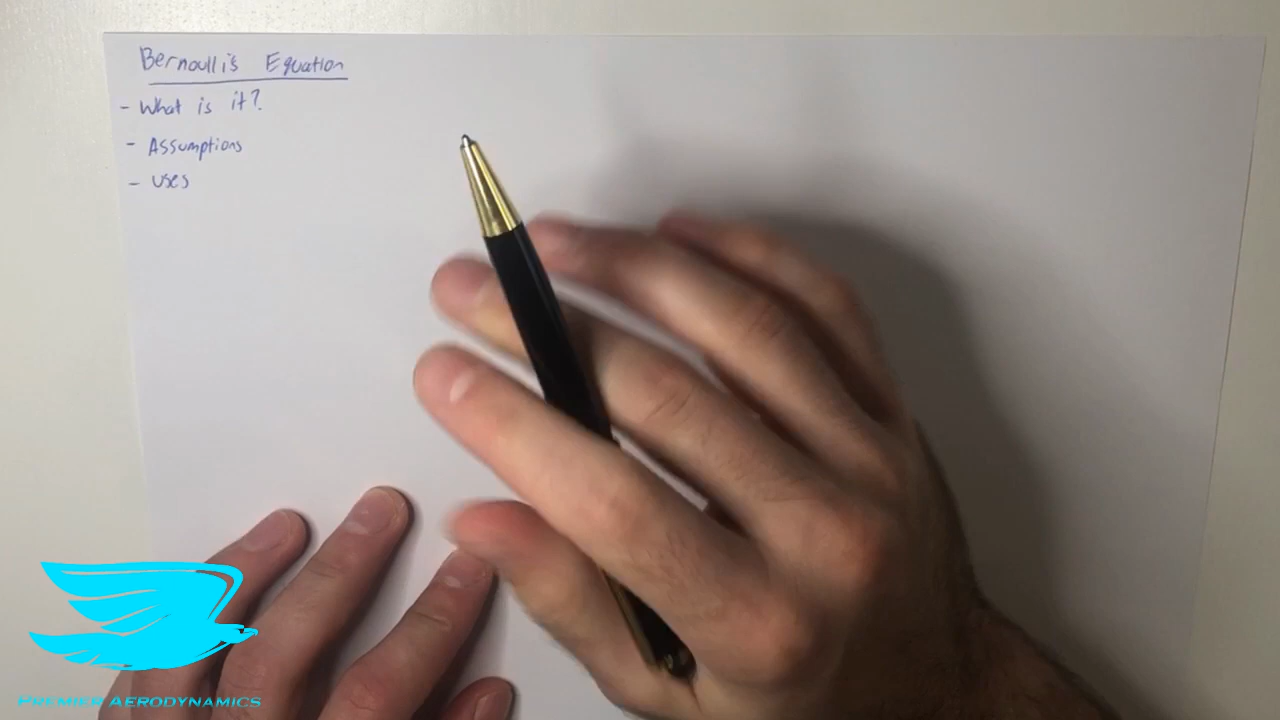 Bernoulli's Equation
- What is it?
- Assumptions
- Uses
PREMIER AERODYNAMICS